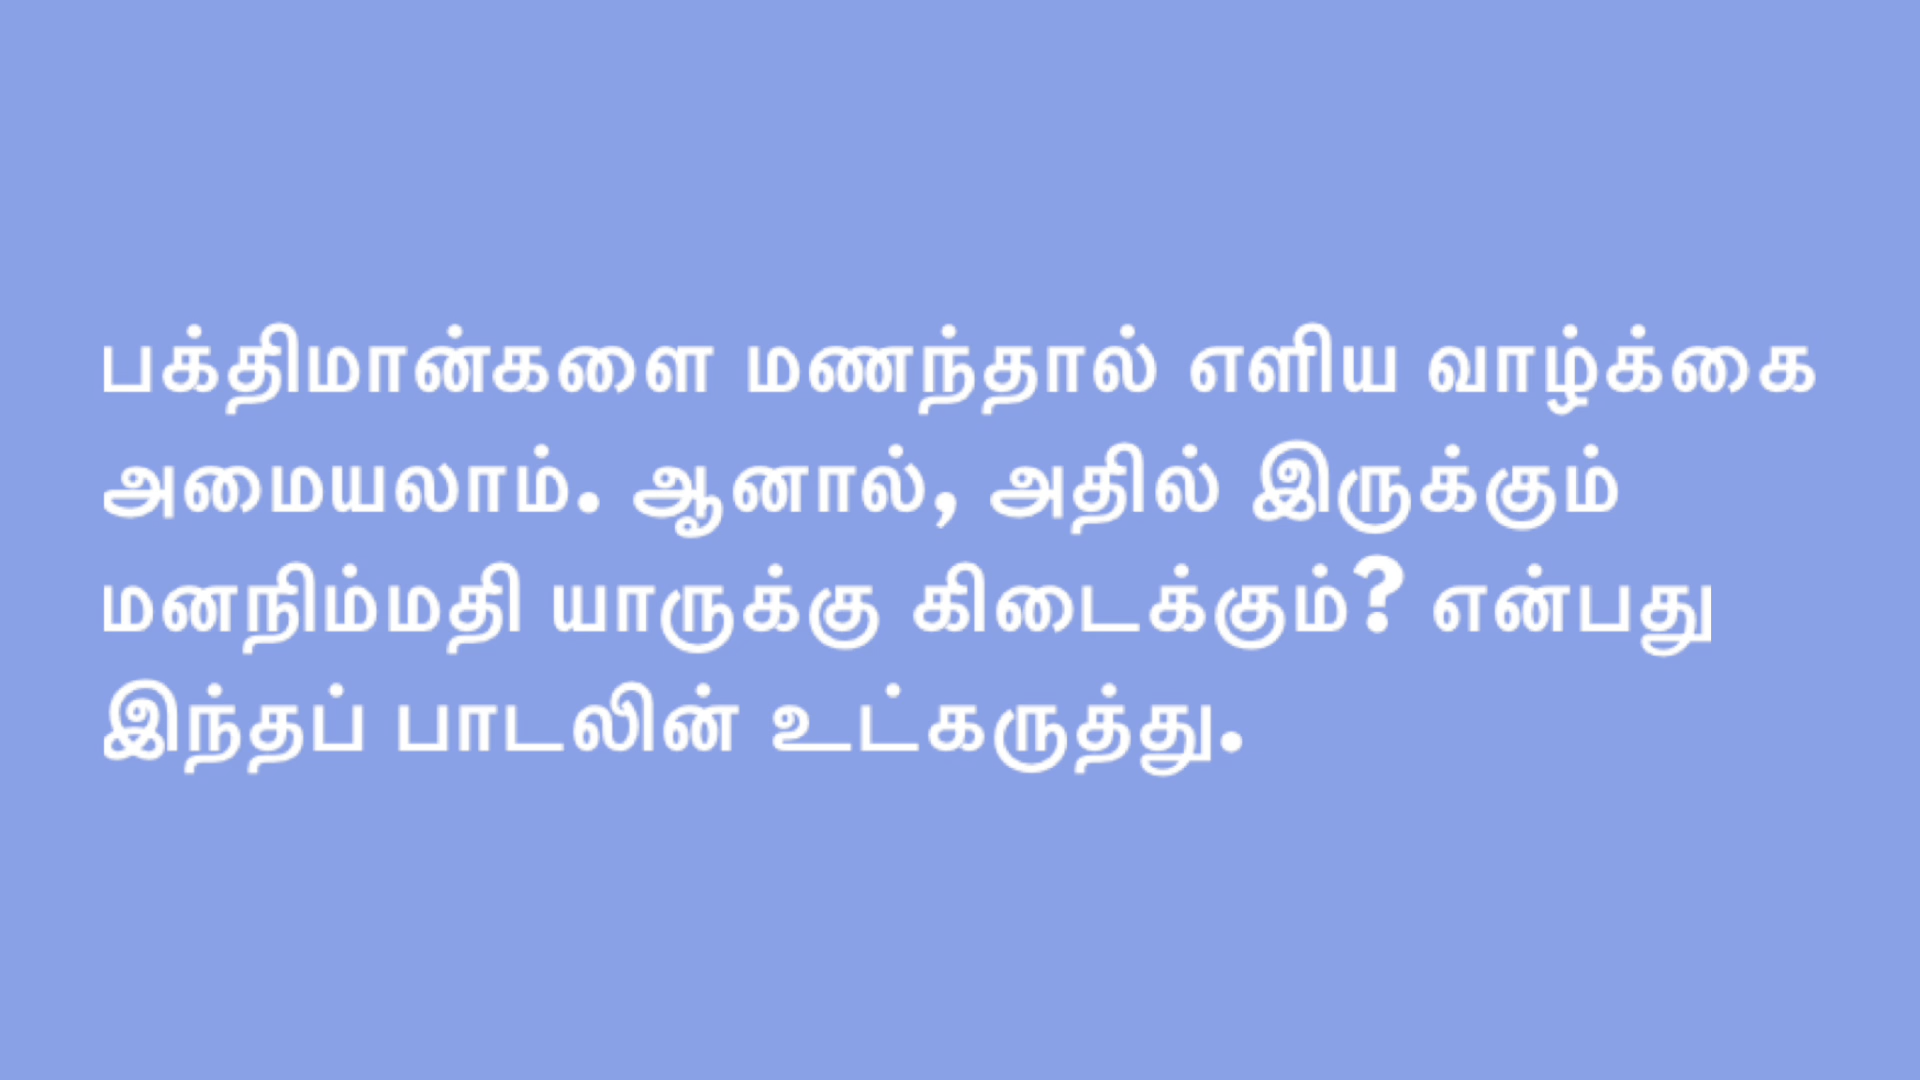 பக்திமான்களை மணந்தால் எளிய வாழ்க்கை
அமையலாம். ஆனால், அதில் இருக்கும்
மனநிம்மதி யாருக்கு கிடைக்கும்? என்பது
இந்தப் பாடலின் உட்கருத்து.